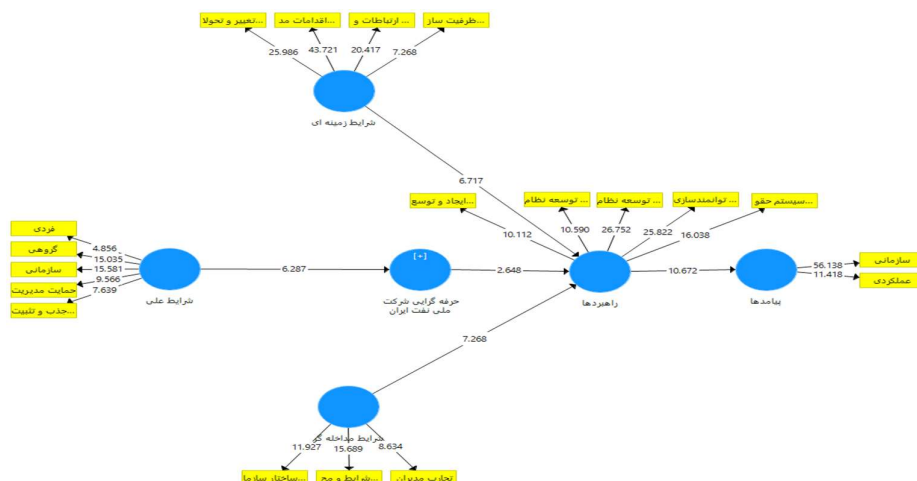 تغییر و تحولا...
اقدامات مد...
ارتباطات و ...
ظرفیت ساز...
25.986
43.721
20.417
7.268
شرایط زمینه ای
6.717
ایجاد و توسع...
توسعه نظام ...
توسعه نظام ...
توانمندسازی ...
سیستم حقو...
10.112
10.590
26.752
25.822
16.038
فردی
گروهی
سازمانی
حمایت مدیریت
جذب و تثبیت...
4.856
15.035
15.581
9.566
7.639
شرایط علی
6.287
[+]
حرفه گرایی شرکت
ملی نفت ایران
2.648
راهبردها
10.672
پیامدها
56.138
11.418
سازمانی
عملکردی
7.268
شرایط مداخله گر
11.927
15.689
8.634
ساختار سازما...
شرایط و مح...
تجارب مدیران